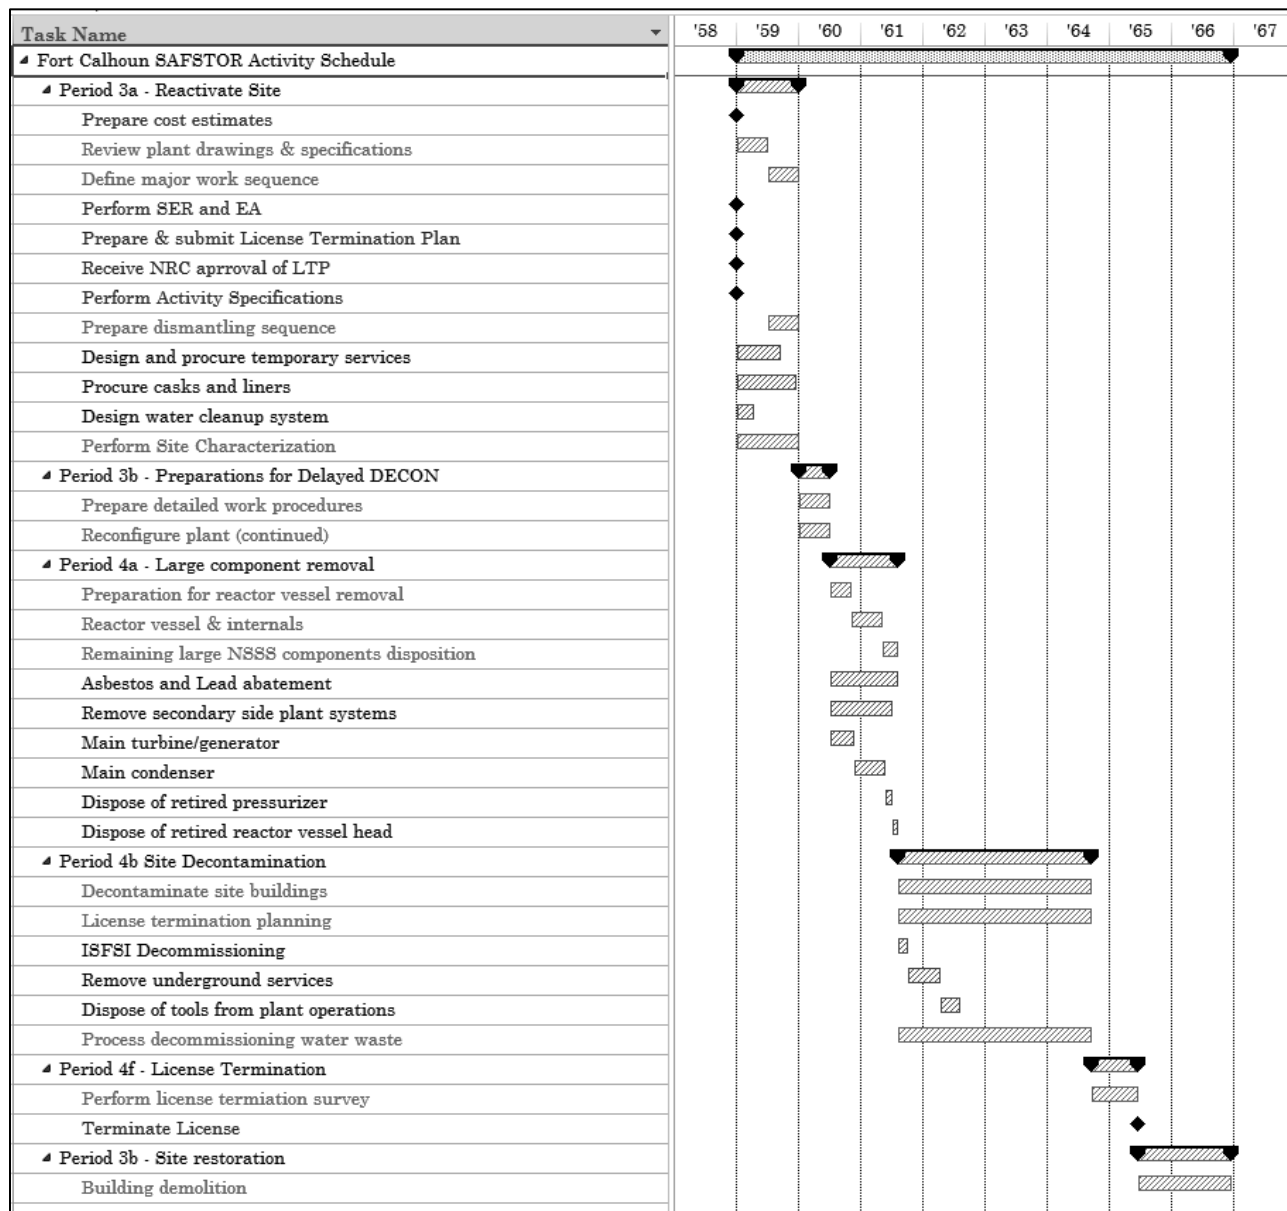 Task Name '58 '59 '60 '61 '62 '63 '64 '65 '66 '67
Fort Calhoun SAFSTOR Activity Schedule
Period 3a - Reactivate Site
Prepare cost estimates
Review plant drawings & specifications
Define major work sequence
Perform SER and EA
Prepare & submit License Termination Plan
Receive NRC aprroval of LTP
Perform Activity Specifications
Prepare dismantling sequence
Design and procure temporary services
Procure casks and liners
Design water cleanup system
Perform Site Characterization
Period 3b - Preparations for Delayed DECON
Prepare detailed work procedures
Reconfigure plant (continued)
Period 4a - Large component removal
Preparation for reactor vessel removal
Reactor vessel & internals
Remaining large NSSS components disposition
Asbestos and Lead abatement
Remove secondary side plant systems
Main turbine/generator
Main condenser
Dispose of retired pressurizer
Dispose of retired reactor vessel head
Period 4b Site Decontamination
Decontaminate site buildings
License termination planning
ISFSI Decommissioning
Remove underground services
Dispose of tools from plant operations
Process decommissioning water waste
Period 4f - License Termination
Perform license termiation survey
Terminate License
Period 3b - Site restoration
Building demolition